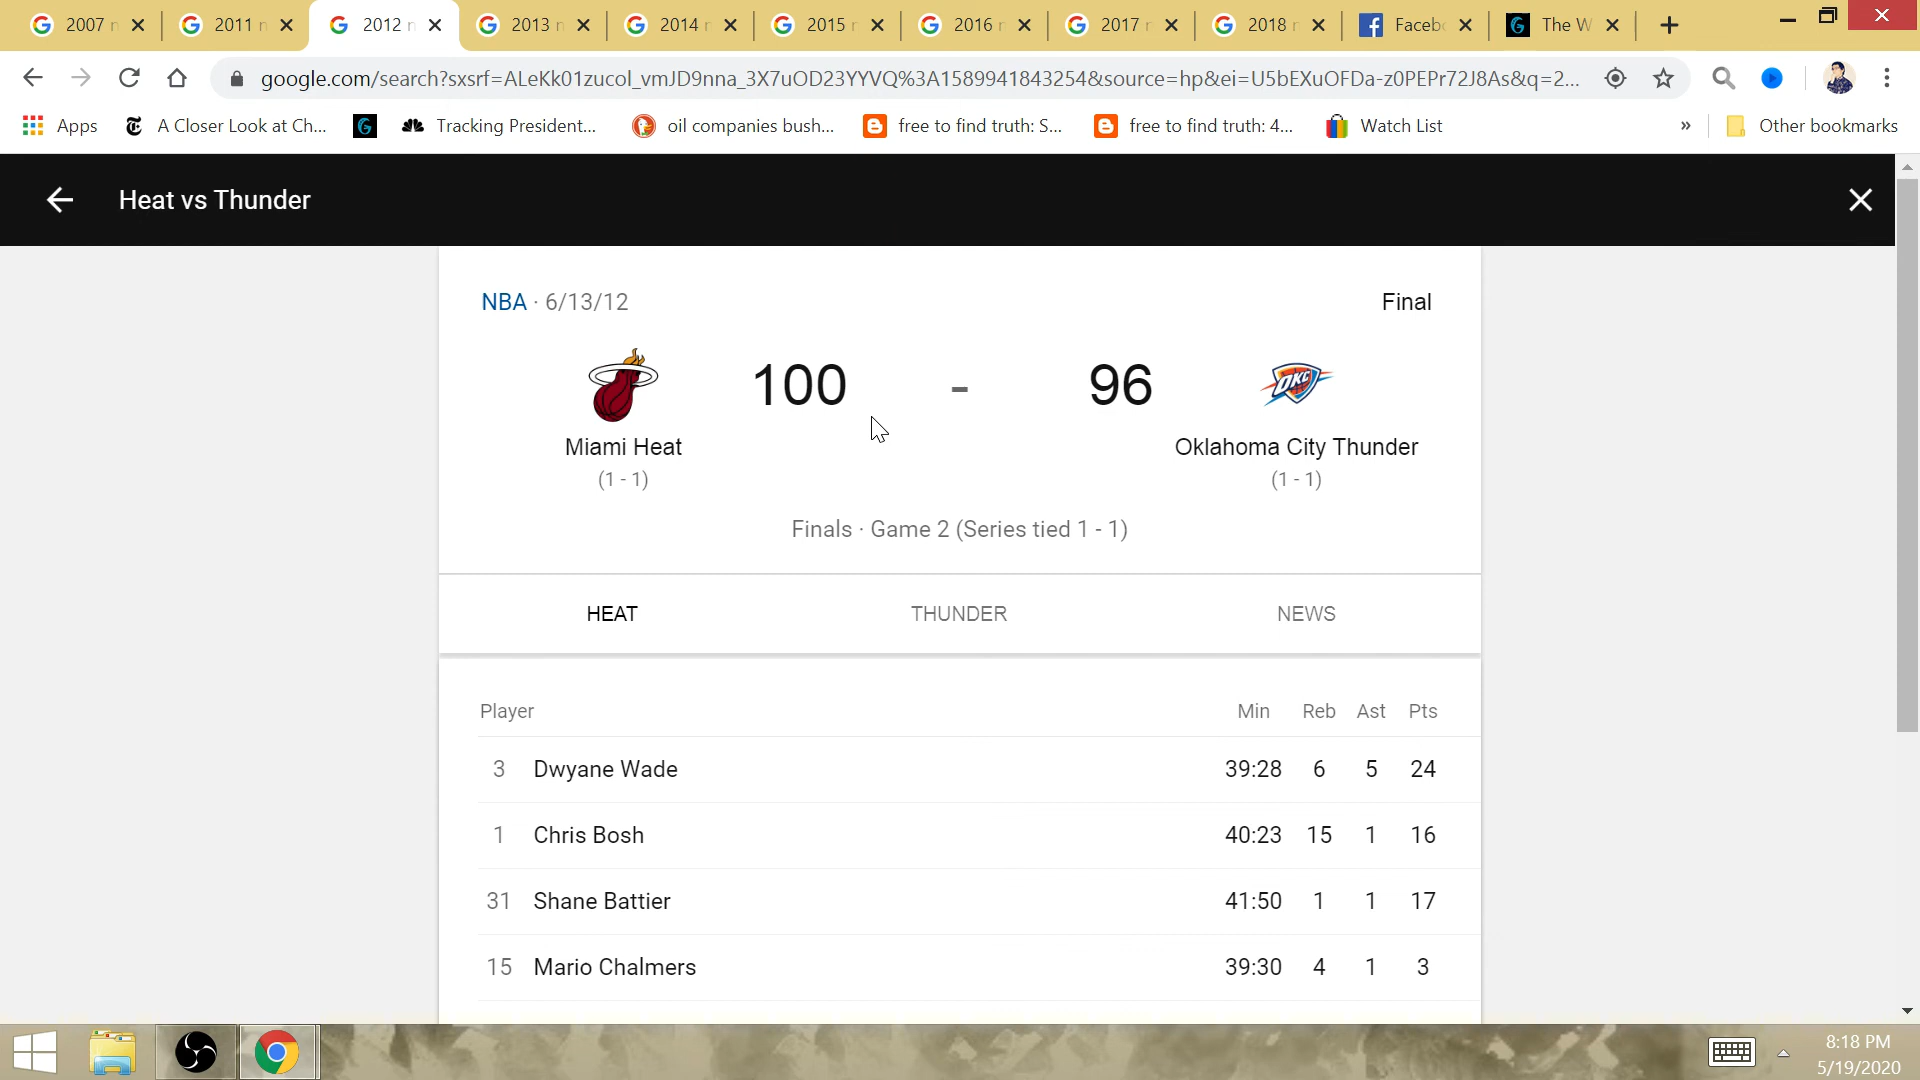 2007 n
2011 n
2012 n
2013 n
2014 r
2015 r
2016 r
2017 r
2018 r
Facebo
The W
google.com/search?sxsrf=ALeKk01zucol_vmJD9nna_3X7uOD23YYVQ%3A1589941843254&source=hp&ei=U5bEXuOFDa-z0PEPr72J8As&q=2...
Apps
A Closer Look at Ch...
Tracking President...
oil companies bush...
free to find truth: S...
free to find truth: 4...
Watch List
»
Other bookmarks
Heat vs Thunder
NBA · 6/13/12
Final
100 - 96
OKC
Miami Heat
Oklahoma City Thunder
(1 - 1)
(1 - 1)
Finals · Game 2 (Series tied 1 - 1)
HEAT
THUNDER
NEWS
Player Min Reb Ast Pts
3 Dwyane Wade 39:28 6 5 24
1 Chris Bosh 40:23 15 1 16
31 Shane Battier 41:50 1 1 17
15 Mario Chalmers 39:30 4 1 3
8:18 PM
5/19/2020